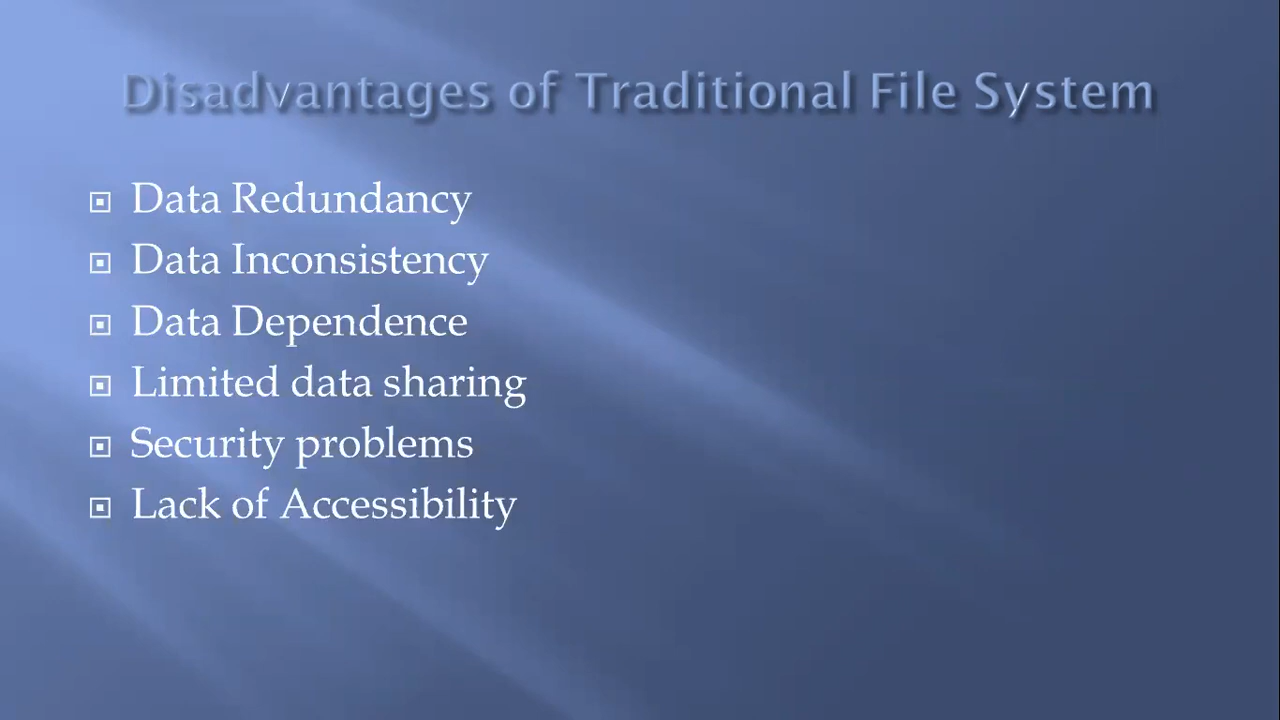 Disadvantages of Traditional File System
Data Redundancy
Data Inconsistency
Data Dependence
Limited data sharing
Security problems
Lack of Accessibility